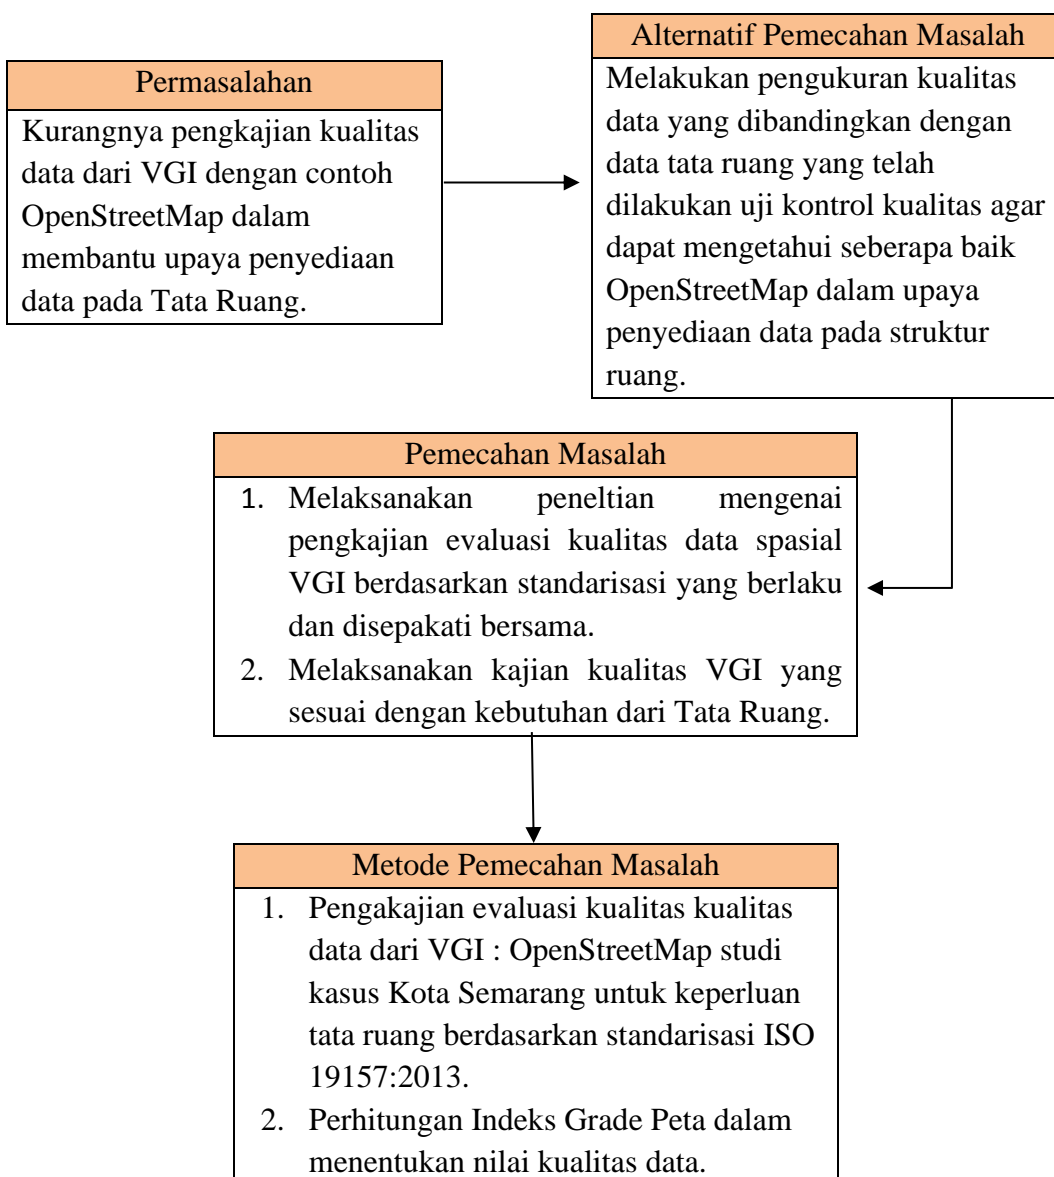 Permasalahan
Kurangnya pengkajian kualitas
data dari VGI dengan contoh
OpenStreetMap dalam
membantu upaya penyediaan
data pada Tata Ruang.
Alternatif Pemecahan Masalah
Melakukan pengukuran kualitas
data yang dibandingkan dengan
data tata ruang yang telah
dilakukan uji kontrol kualitas agar
dapat mengetahui seberapa baik
OpenStreetMap dalam upaya
penyediaan data pada struktur
ruang.
Pemecahan Masalah
1. Melaksanakan peneltian mengenai
pengkajian evaluasi kualitas data spasial
VGI berdasarkan standarisasi yang berlaku
dan disepakati bersama.
2. Melaksanakan kajian kualitas VGI yang
sesuai dengan kebutuhan dari Tata Ruang.
Metode Pemecahan Masalah
1. Pengakajian evaluasi kualitas kualitas
data dari VGI : OpenStreetMap studi
kasus Kota Semarang untuk keperluan
tata ruang berdasarkan standarisasi ISO
19157:2013.
2. Perhitungan Indeks Grade Peta dalam
menentukan nilai kualitas data.